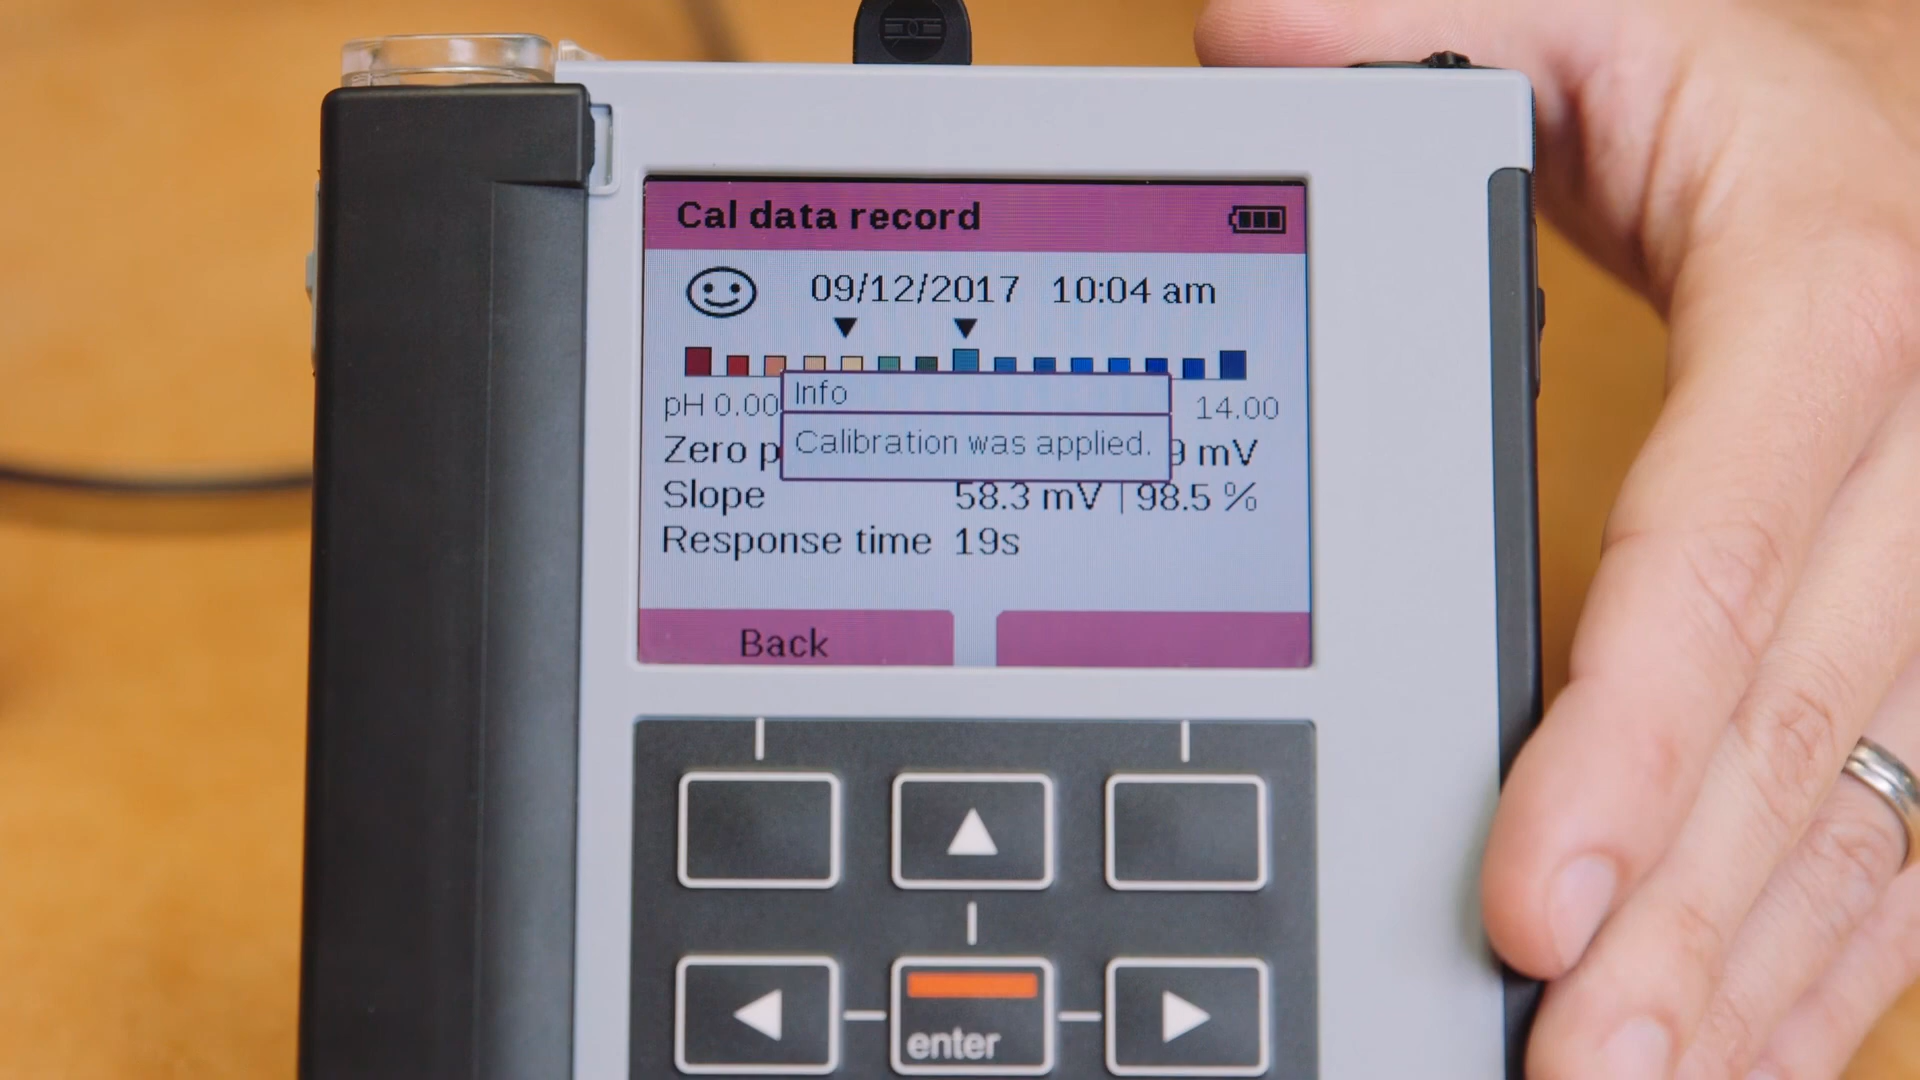 Cal data record
09/12/2017 10:04 am
pH 0.00 14.00
Info
Calibration was applied.
Zero mV
Slope 58.3 mV | 98.5 %
Response time 19s
Back
enter